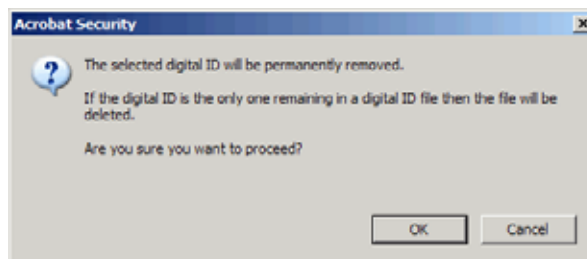 Acrobat Security
The selected digital ID will be permanently removed.
If the digital ID is the only one remaining in a digital ID file then the file will be
deleted.
Are you sure you want to proceed?
OK
Cancel